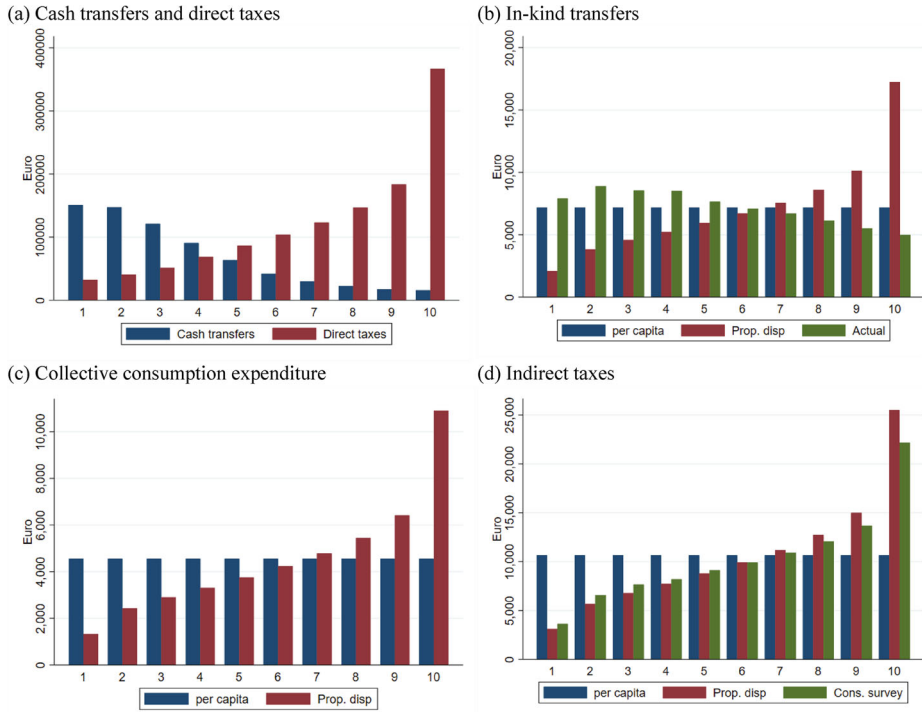 (a) Cash transfers and direct taxes
Euro
0
100000
200000
300000
400000
1 2 3 4 5 6 7 8 9 10
Cash transfers Direct taxes
(b) In-kind transfers
Euro
0
5,000
10,000
15,000
20,000
1 2 3 4 5 6 7 8 9 10
per capita Prop. disp Actual
(c) Collective consumption expenditure
Euro
0
2,000
4,000
6,000
8,000
10,000
1 2 3 4 5 6 7 8 9 10
per capita Prop. disp
(d) Indirect taxes
Euro
0
5,000
10,000
15,000
20,000
25,000
1 2 3 4 5 6 7 8 9 10
per capita Prop. disp Cons. survey